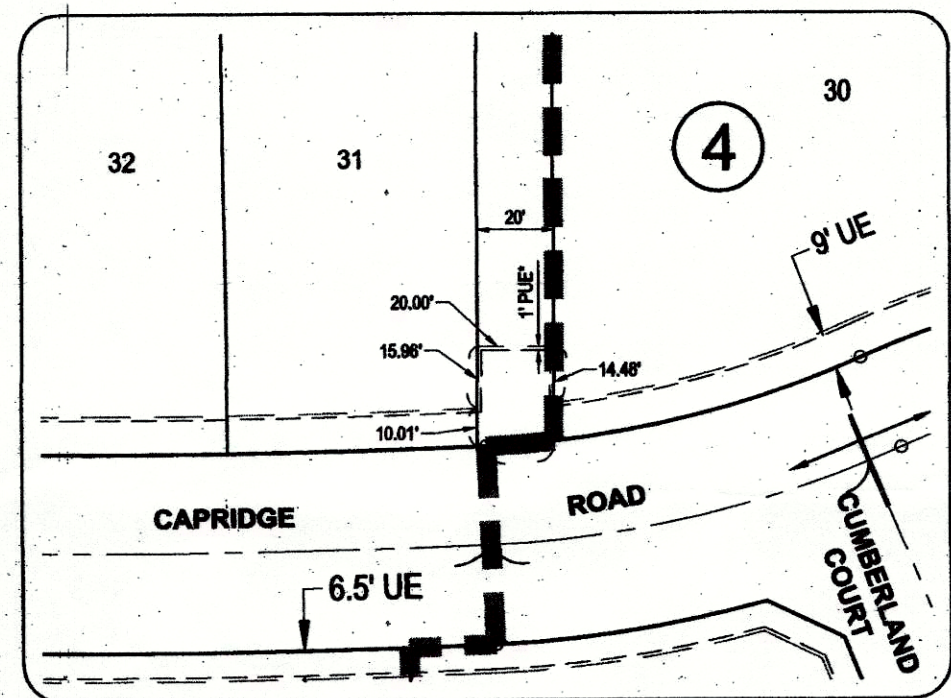 30
4
32
31
20'
9' UE
1' PUE*
20.00'
15.96'
14.48'
10.01'
CAPRIDGE ROAD
CUMBERLAND
COURT
6.5' UE